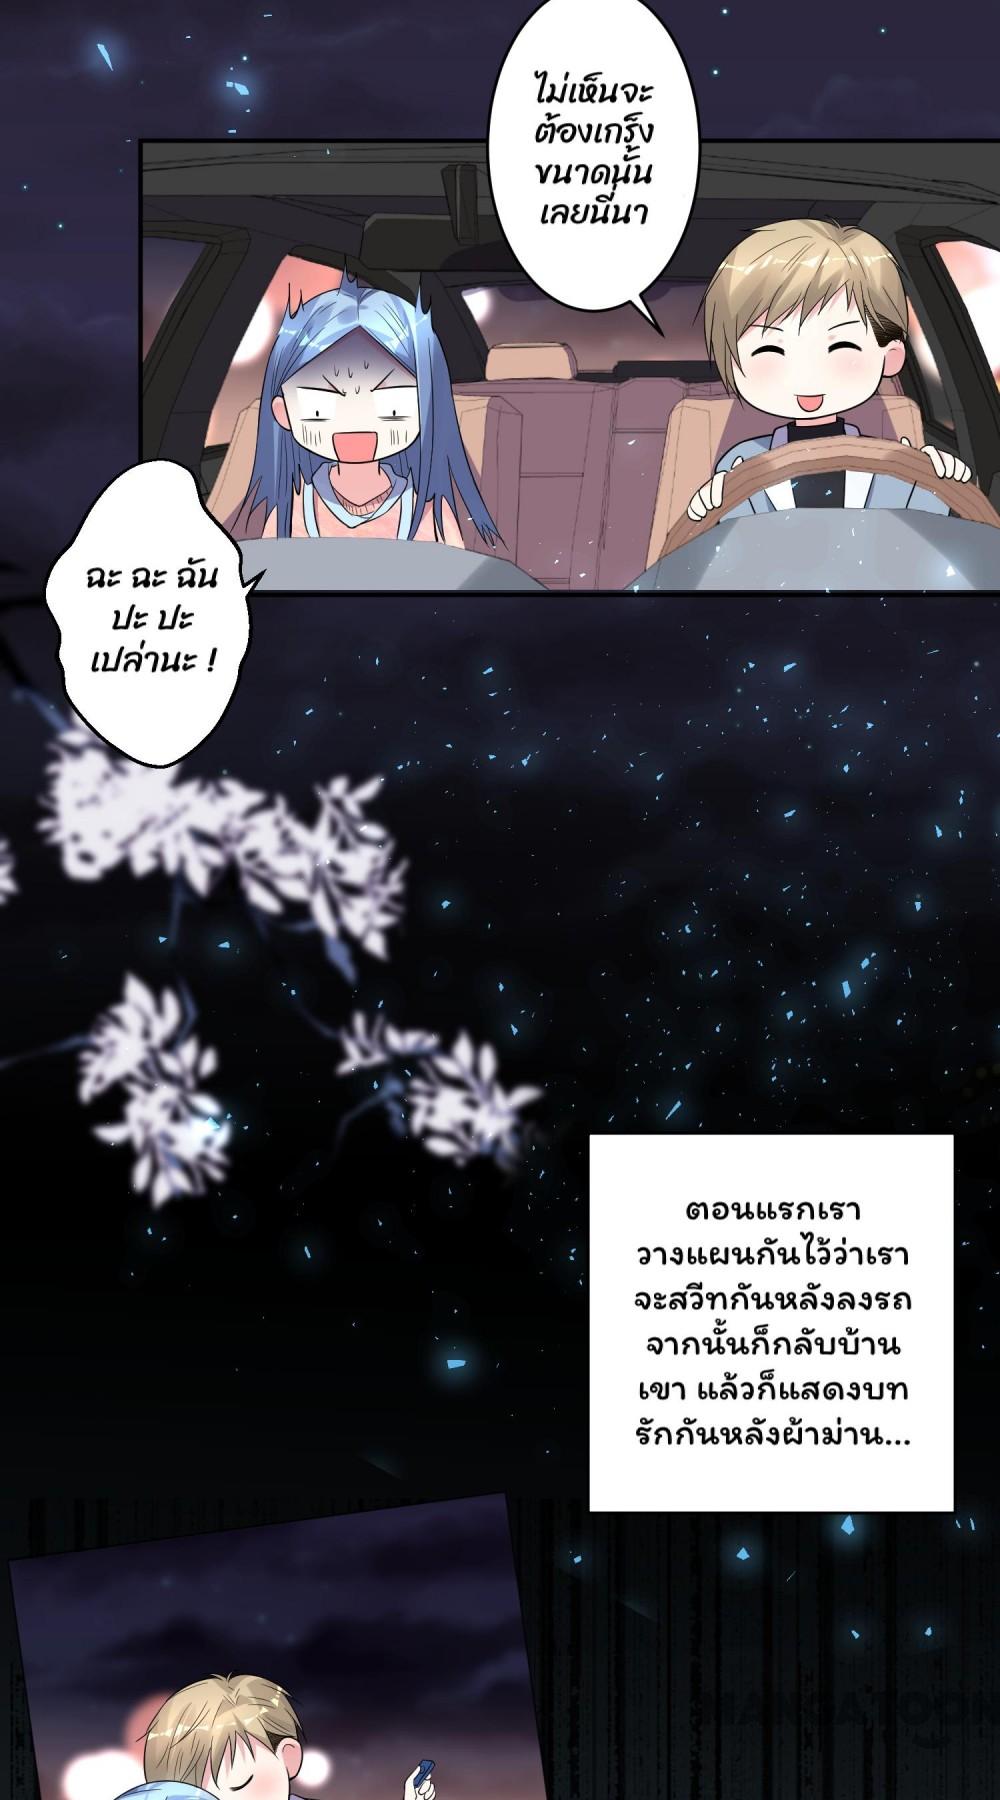 ไม่เห็นจะ
ต้องเกร็ง
ขนาดนั้น
เลยนี่นา
ฉะ ฉะ ฉัน
ปะ ปะ
เปล่านะ !
ตอนแรกเรา
วางแผนกันไว้ว่าเรา
จะสวีทกันหลังลงรถ
จากนั้นก็กลับบ้าน
เขา แล้วก็แสดงบท
รักกันหลังผ้าม่าน...
MANGA TOON